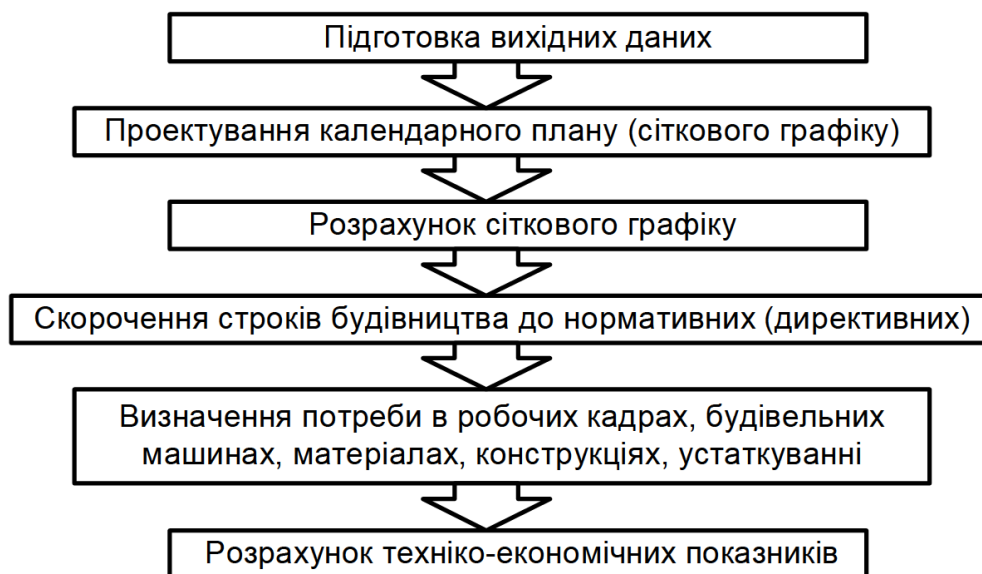 Підготовка вихідних даних
Проектування календарного плану (сіткового графіку)
Розрахунок сіткового графіку
Скорочення строків будівництва до нормативних (директивних)
Визначення потреби в робочих кадрах, будівельних
машинах, матеріалах, конструкціях, устаткуванні
Розрахунок техніко-економічних показників